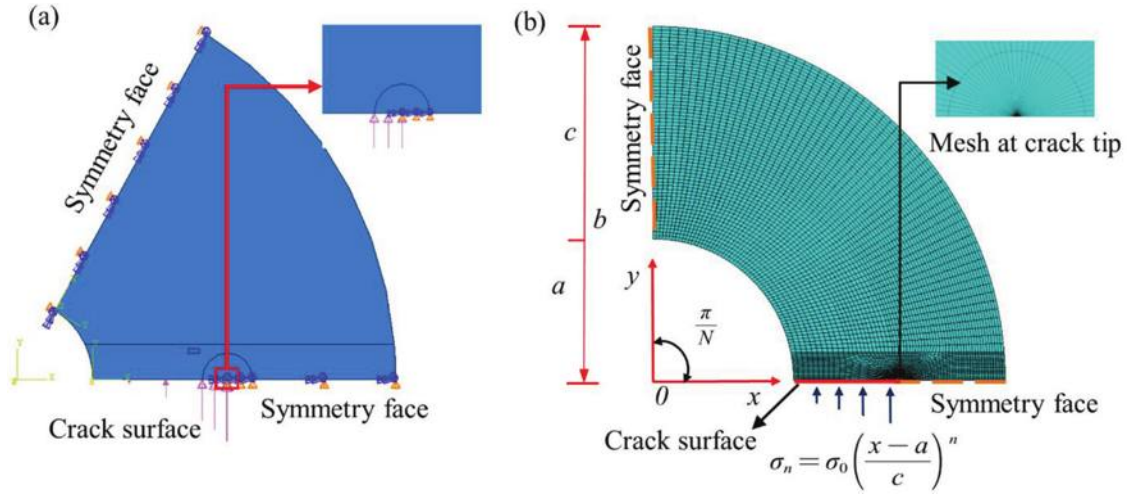 (a)
Symmetry face
Crack surface
Symmetry face
(b)
Symmetry face
c
b
a
y
π/N
0
x
Mesh at crack tip
Crack surface
Symmetry face
σₙ = σ₀((x − a)/c)ⁿ